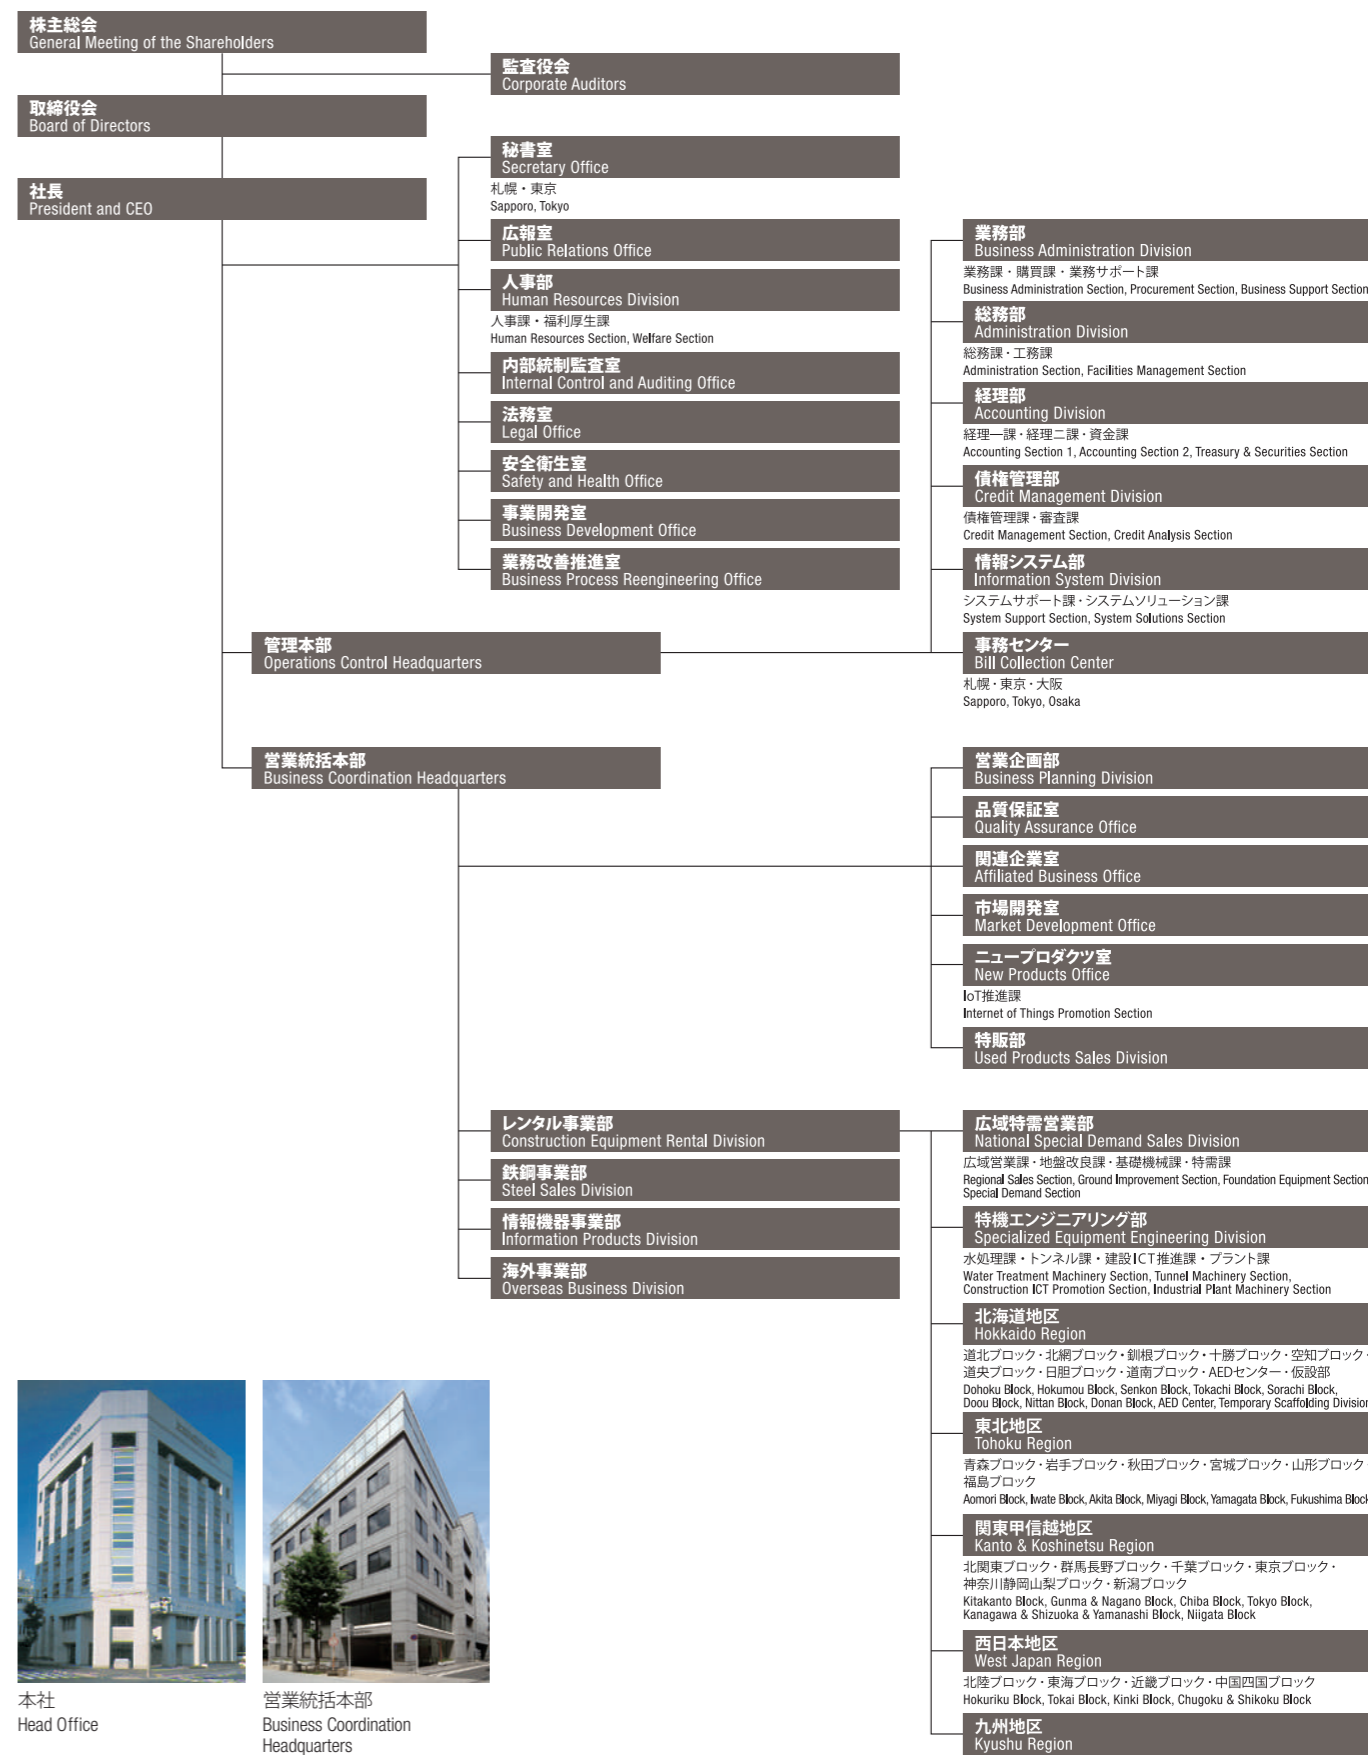 株主総会
General Meeting of the Shareholders
監査役会
Corporate Auditors
取締役会
Board of Directors
社長
President and CEO
秘書室
Secretary Office
札幌・東京
Sapporo, Tokyo
広報室
Public Relations Office
人事部
Human Resources Division
人事課・福利厚生課
Human Resources Section, Welfare Section
内部統制監査室
Internal Control and Auditing Office
法務室
Legal Office
安全衛生室
Safety and Health Office
事業開発室
Business Development Office
業務改善推進室
Business Process Reengineering Office
管理本部
Operations Control Headquarters
業務部
Business Administration Division
業務課・購買課・業務サポート課
Business Administration Section, Procurement Section, Business Support Section
総務部
Administration Division
総務課・工務課
Administration Section, Facilities Management Section
経理部
Accounting Division
経理一課・経理二課・資金課
Accounting Section 1, Accounting Section 2, Treasury & Securities Section
債権管理部
Credit Management Division
債権管理課・審査課
Credit Management Section, Credit Analysis Section
情報システム部
Information System Division
システムサポート課・システムソリューション課
System Support Section, System Solutions Section
事務センター
Bill Collection Center
札幌・東京・大阪
Sapporo, Tokyo, Osaka
営業統括本部
Business Coordination Headquarters
営業企画部
Business Planning Division
品質保証室
Quality Assurance Office
関連企業室
Affiliated Business Office
市場開発室
Market Development Office
ニュープロダクツ室
New Products Office
IoT推進課
Internet of Things Promotion Section
特販部
Used Products Sales Division
レンタル事業部
Construction Equipment Rental Division
鉄鋼事業部
Steel Sales Division
情報機器事業部
Information Products Division
海外事業部
Overseas Business Division
広域特需営業部
National Special Demand Sales Division
広域営業課・地盤改良課・基礎機械課・特需課
Regional Sales Section, Ground Improvement Section, Foundation Equipment Section
Special Demand Section
特機エンジニアリング部
Specialized Equipment Engineering Division
水処理課・トンネル課・建設ICT推進課・プラント課
Water Treatment Machinery Section, Tunnel Machinery Section,
Construction ICT Promotion Section, Industrial Plant Machinery Section
北海道地区
Hokkaido Region
道北ブロック・北網ブロック・釧根ブロック・十勝ブロック・空知ブロック・
道央ブロック・日胆ブロック・道南ブロック・AEDセンター・仮設部
Dohoku Block, Hokumou Block, Senkon Block, Tokachi Block, Sorachi Block,
Doou Block, Nittan Block, Donan Block, AED Center, Temporary Scaffolding Division
東北地区
Tohoku Region
青森ブロック・岩手ブロック・秋田ブロック・宮城ブロック・山形ブロック・
福島ブロック
Aomori Block, Iwate Block, Akita Block, Miyagi Block, Yamagata Block, Fukushima Block
関東甲信越地区
Kanto & Koshinetsu Region
北関東ブロック・群馬長野ブロック・千葉ブロック・東京ブロック・
神奈川静岡山梨ブロック・新潟ブロック
Kitakanto Block, Gunma & Nagano Block, Chiba Block, Tokyo Block,
Kanagawa & Shizuoka & Yamanashi Block, Niigata Block
西日本地区
West Japan Region
北陸ブロック・東海ブロック・近畿ブロック・中国四国ブロック
Hokuriku Block, Tokai Block, Kinki Block, Chugoku & Shikoku Block
九州地区
Kyushu Region
本社
Head Office
営業統括本部
Business Coordination
Headquarters